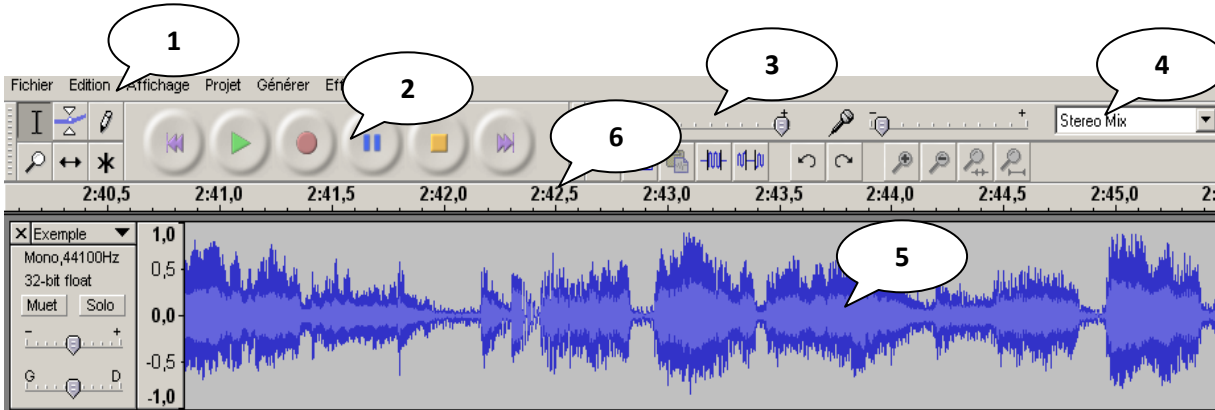 1
2
3
4
Fichier Edition Affichage Projet Générer
6
Stereo Mix
2:40,5 2:41,0 2:41,5 2:42,0 2:42,5 2:43,0 2:43,5 2:44,0 2:44,5 2:45,0
Exemple
Mono,44100Hz
32-bit float
Muet Solo
- +
G D
1,0
0,5
0,0
-0,5
-1,0
5